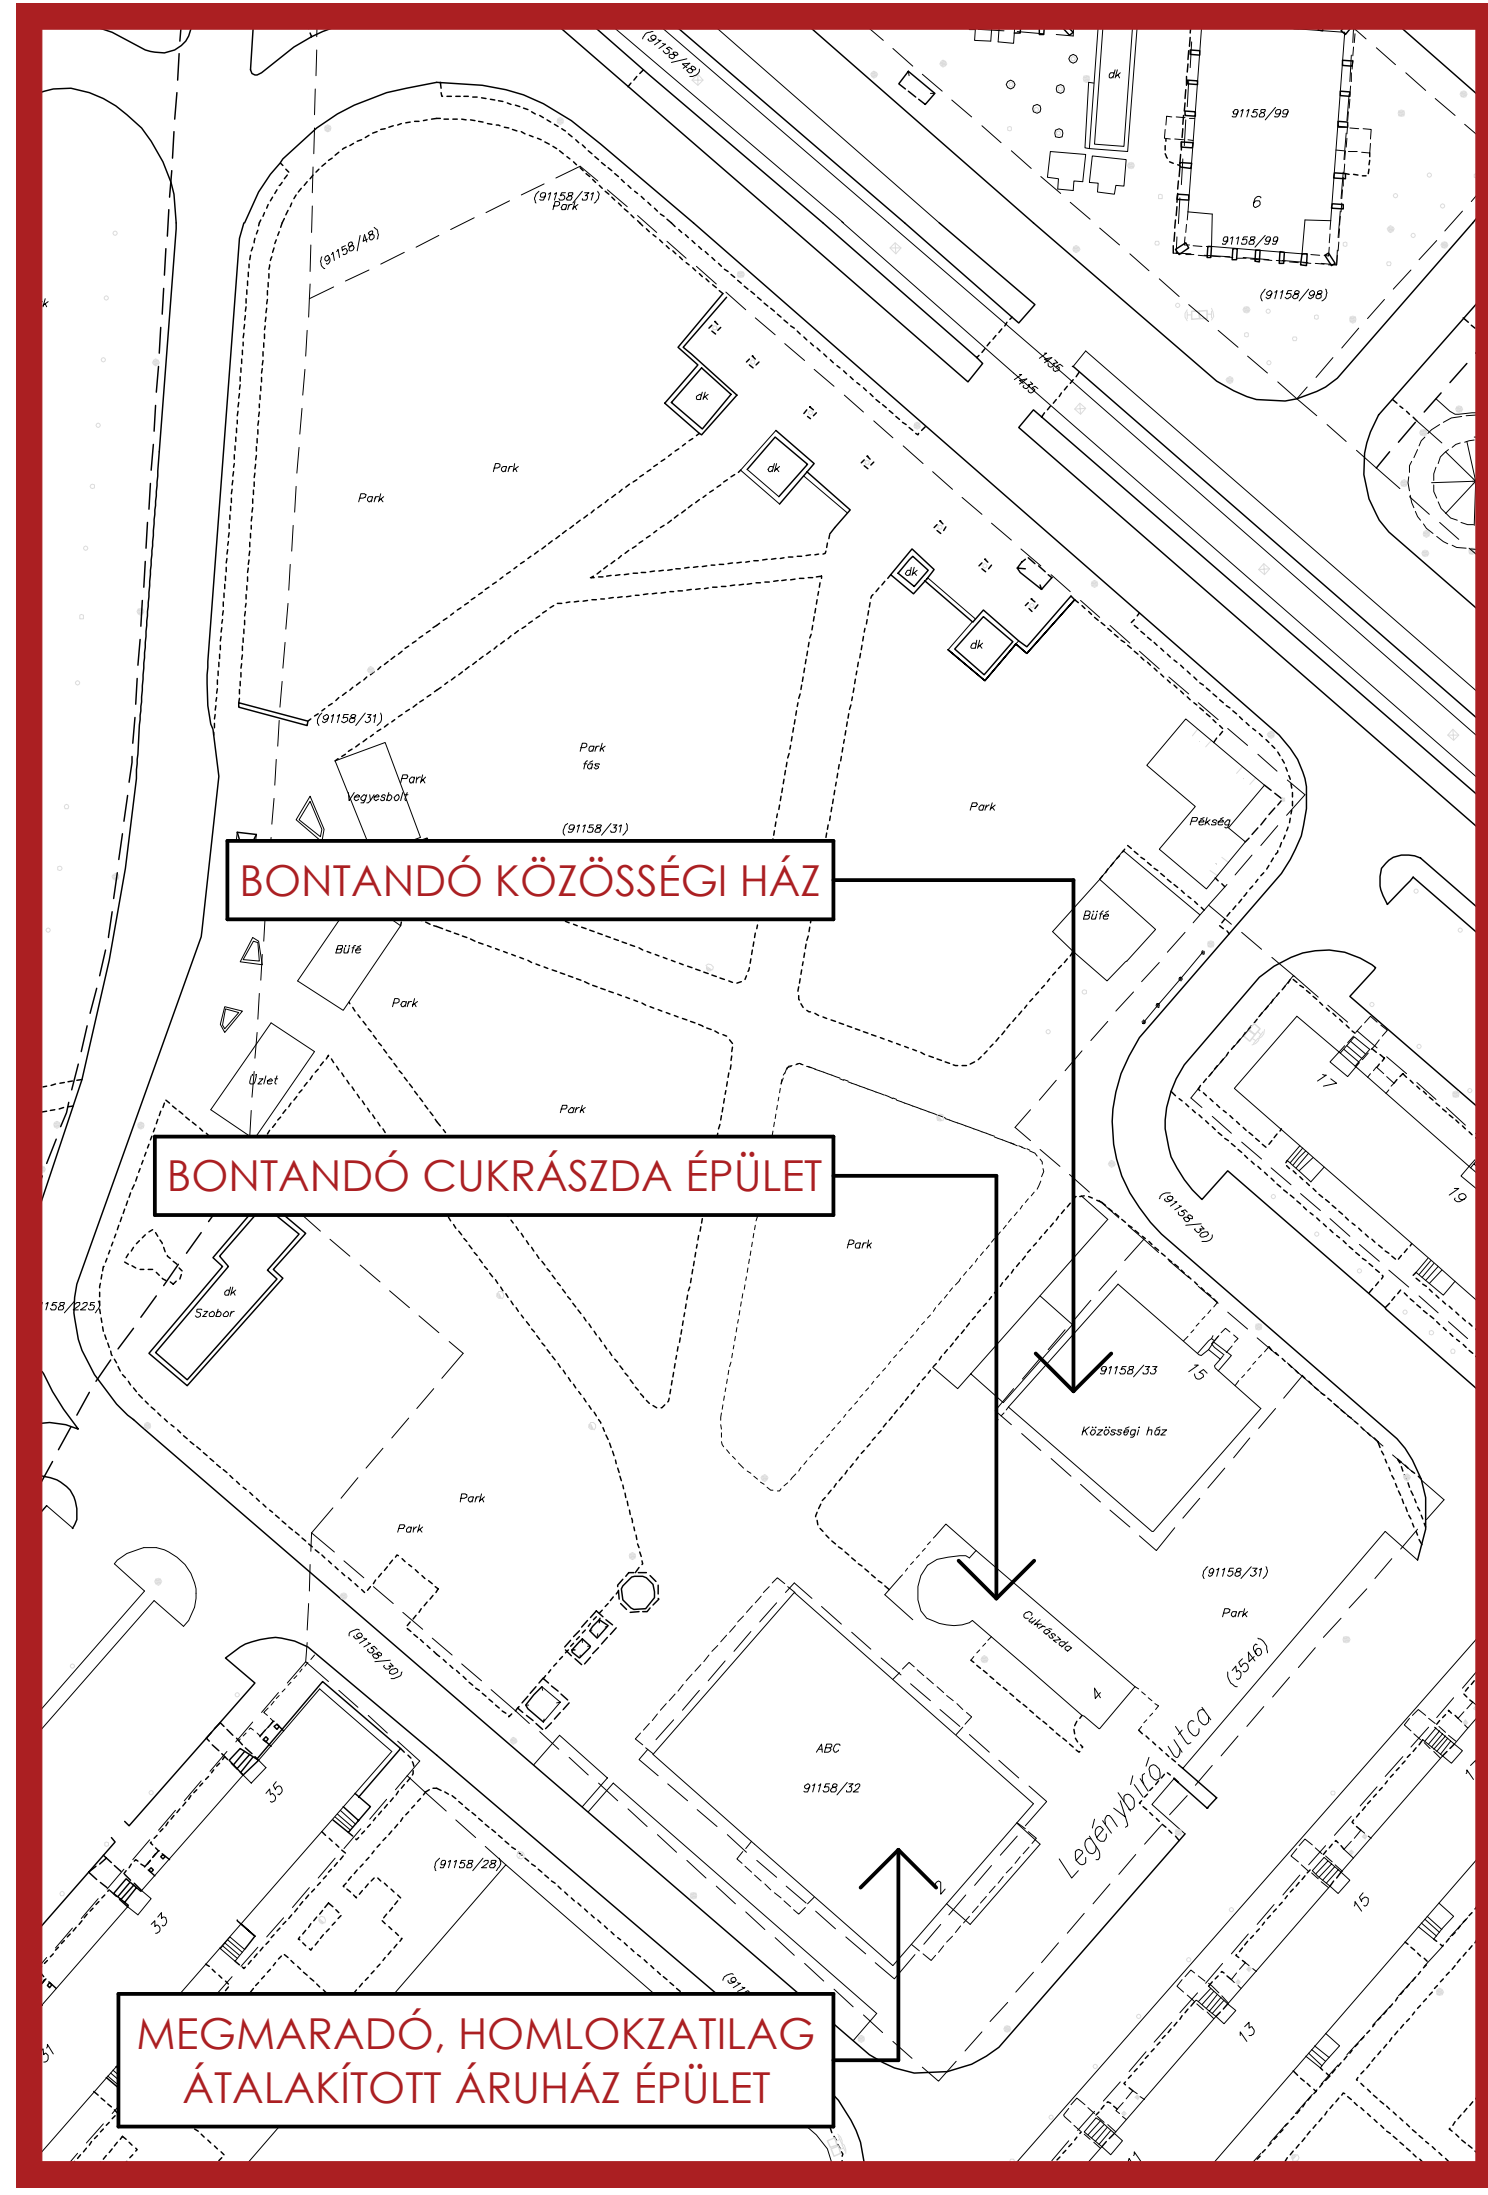 (91158/48)
dk
91158/99
6
91158/99
(91158/98)
(91158/31)
Park
(91158/48)
1435
1435
dk
Park
dk
Park
dk
dk
(91158/31)
Park
fás
Park
Vegyesbolt
Park
(91158/31)
Pékség
BONTANDÓ KÖZÖSSÉGI HÁZ
Büfé
Büfé
Park
Üzlet
17
Park
BONTANDÓ CUKRÁSZDA ÉPÜLET
19
(91158/30)
Park
dk
158/225)
Szobor
91158/33
15
Közösségi ház
Park
Park
(91158/31)
Park
Cukrászda
(91158/30)
(3546)
4
Legénybíró utca
ABC
91158/32
35
(91158/28)
2
15
33
13
31
MEGMARADÓ, HOMLOKZATILAG
ÁTALAKÍTOTT ÁRUHÁZ ÉPÜLET
11